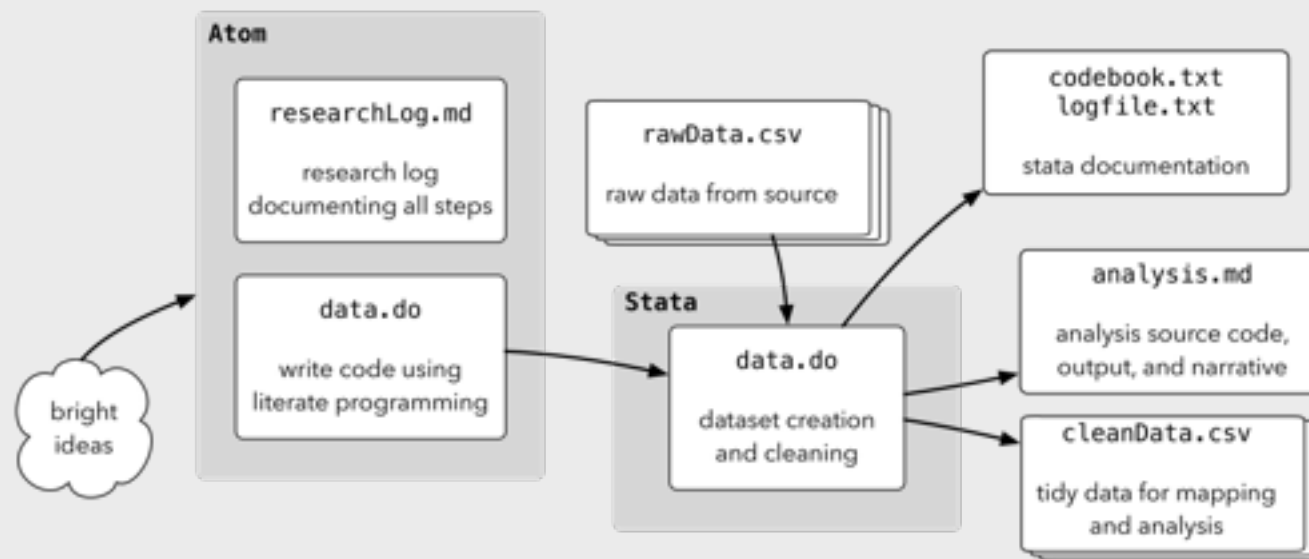 Atom
researchLog.md
research log
documenting all steps
data.do
write code using
literate programming
bright
ideas
rawData.csv
raw data from source
Stata
data.do
dataset creation
and cleaning
codebook.txt
logfile.txt
stata documentation
analysis.md
analysis source code,
output, and narrative
cleanData.csv
tidy data for mapping
and analysis